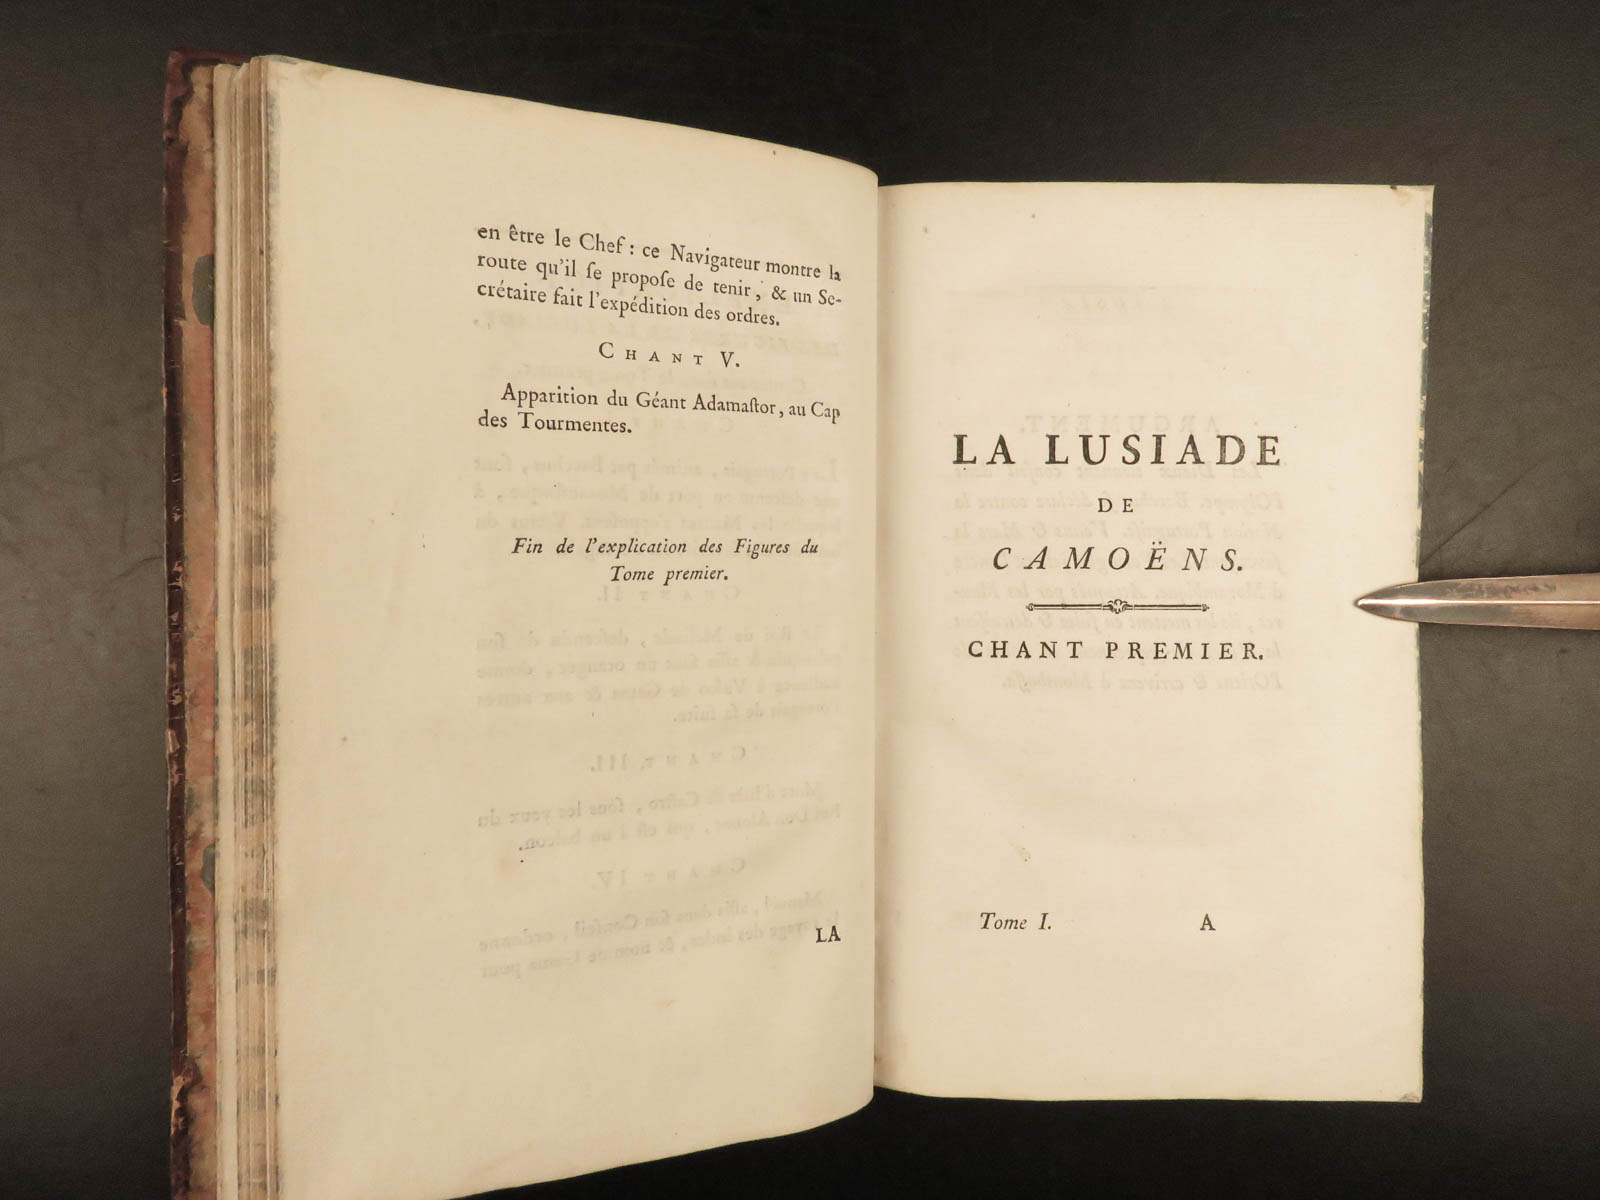 en être le Chef : ce Navigateur montre la
route qu'il ſe propoſe de tenir, & un Se-
crétaire fait l'expédition des ordres.
CHANT V.
Apparition du Géant Adamaſtor, au Cap
des Tourmentes.
Fin de l'explication des Figures du
Tome premier.
LA
LA LUSIADE
DE
CAMOËNS.
CHANT PREMIER.
Tome I. A